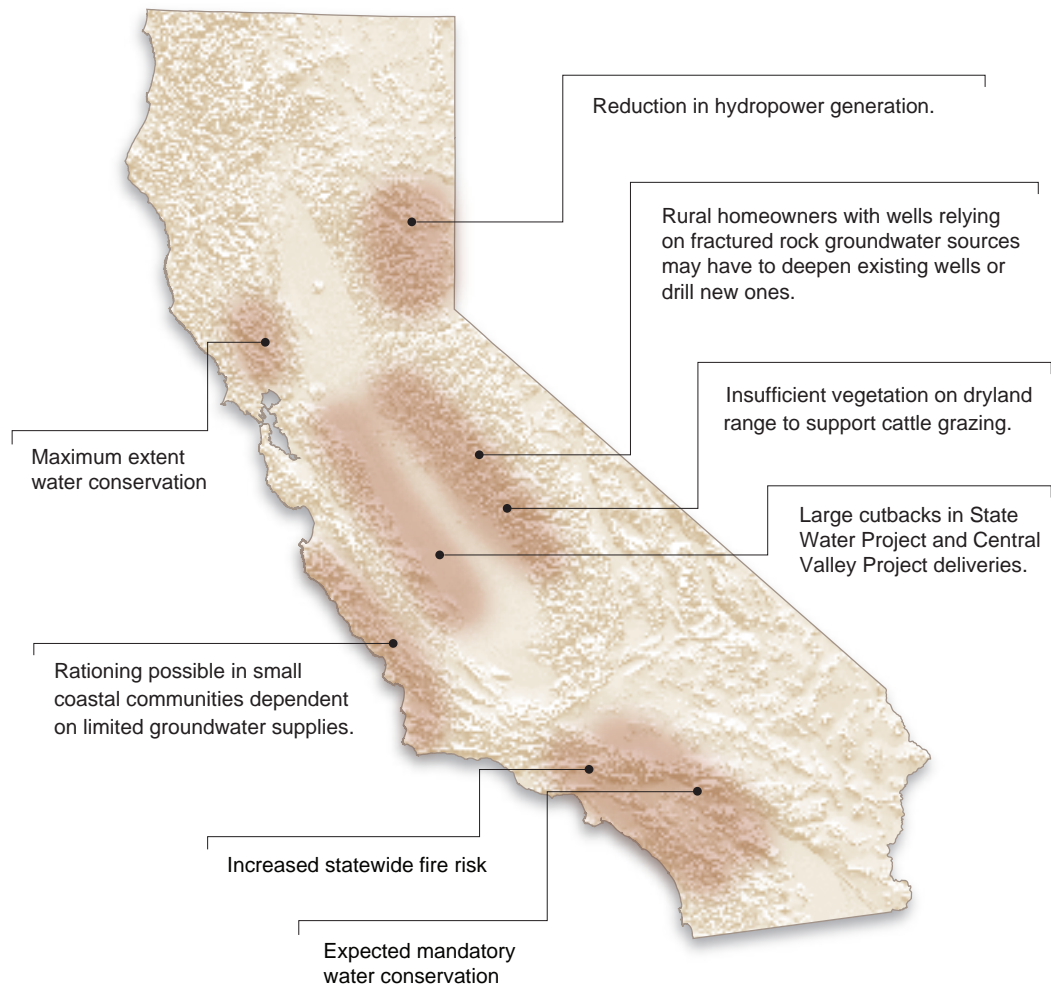 Reduction in hydropower generation.
Rural homeowners with wells relying
on fractured rock groundwater sources
may have to deepen existing wells or
drill new ones.
Insufficient vegetation on dryland
range to support cattle grazing.
Maximum extent
water conservation
Large cutbacks in State
Water Project and Central
Valley Project deliveries.
Rationing possible in small
coastal communities dependent
on limited groundwater supplies.
Increased statewide fire risk
Expected mandatory
water conservation